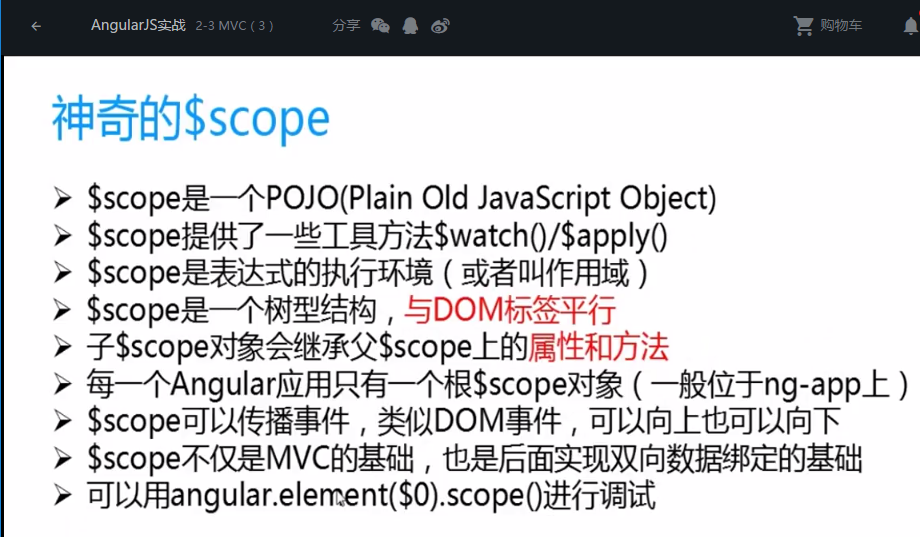 AngularJS实战 2-3 MVC ( 3 ) 分享 购物车
神奇的$scope
➢ $scope是一个POJO(Plain Old JavaScript Object)
➢ $scope提供了一些工具方法$watch()/$apply()
➢ $scope是表达式的执行环境（或者叫作用域）
➢ $scope是一个树型结构，与DOM标签平行
➢ 子$scope对象会继承父$scope上的属性和方法
➢ 每一个Angular应用只有一个根$scope对象（一般位于ng-app上）
➢ $scope可以传播事件，类似DOM事件，可以向上也可以向下
➢ $scope不仅是MVC的基础，也是后面实现双向数据绑定的基础
➢ 可以用angular.element($0).scope()进行调试